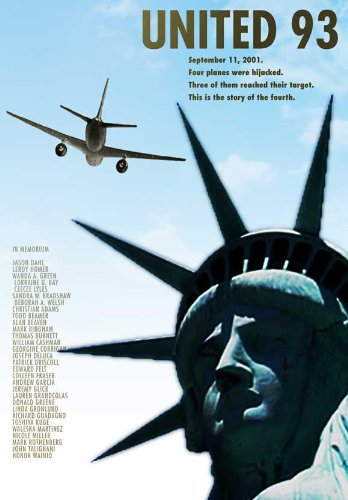 UNITED 93
September 11, 2001.
Four planes were hijacked.
Three of them reached their target.
This is the story of the fourth.
IN MEMORIUM
JASON DAHL
LEROY HOMER
WANDA A. GREEN
LORRAINE G. BAY
CEECEE LYLES
SANDRA W. BRADSHAW
DEBORAH A. WELSH
CHRISTIAN ADAMS
TODD BEAMER
ALAN BEAVEN
MARK BINGHAM
THOMAS BURNETT
WILLIAM CASHMAN
GEORGINE CORRIGAN
JOSEPH DELUCA
PATRICK DRISCOLL
EDWARD FELT
COLLEEN FRASER
ANDREW GARCIA
JEREMY GLICK
LAUREN GRANDCOLAS
DONALD GREENE
LINDA GRONLUND
RICHARD GUADAGNO
TOSHIYA KUGE
WALESKA MARTINEZ
NICOLE MILLER
MARK ROTHENBERG
JOHN TALIGNANI
HONOR WAINIO